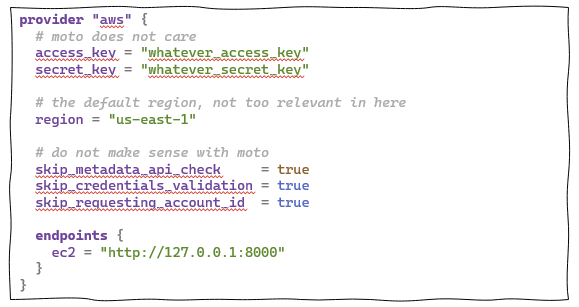 provider "aws" {
  # moto does not care
  access_key = "whatever_access_key"
  secret_key = "whatever_secret_key"

  # the default region, not too relevant in here
  region = "us-east-1"

  # do not make sense with moto
  skip_metadata_api_check     = true
  skip_credentials_validation = true
  skip_requesting_account_id  = true

  endpoints {
    ec2 = "http://127.0.0.1:8000"
  }
}